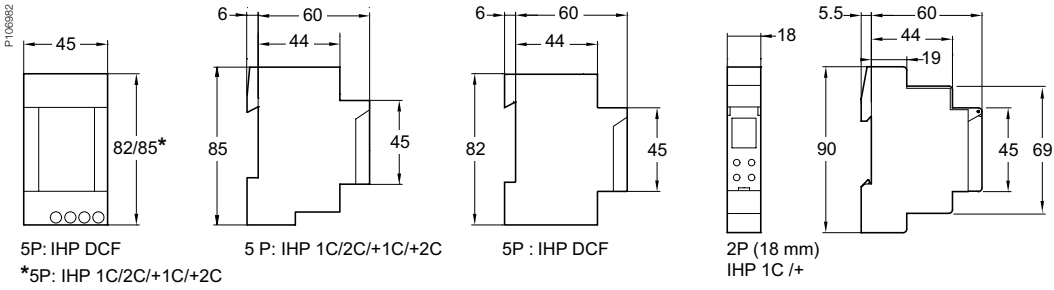 P106982
45
82/85*
5P: IHP DCF
*5P: IHP 1C/2C/+1C/+2C
6
60
44
85
45
5 P: IHP 1C/2C/+1C/+2C
6
60
44
82
45
5P : IHP DCF
18
2P (18 mm)
IHP 1C /+
5.5
60
44
19
90
45
69